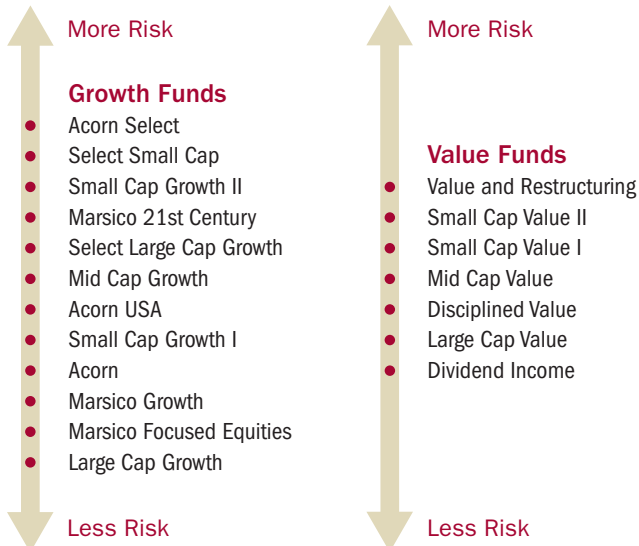 More Risk
Growth Funds
Acorn Select
Select Small Cap
Small Cap Growth II
Marsico 21st Century
Select Large Cap Growth
Mid Cap Growth
Acorn USA
Small Cap Growth I
Acorn
Marsico Growth
Marsico Focused Equities
Large Cap Growth
Less Risk
More Risk
Value Funds
Value and Restructuring
Small Cap Value II
Small Cap Value I
Mid Cap Value
Disciplined Value
Large Cap Value
Dividend Income
Less Risk